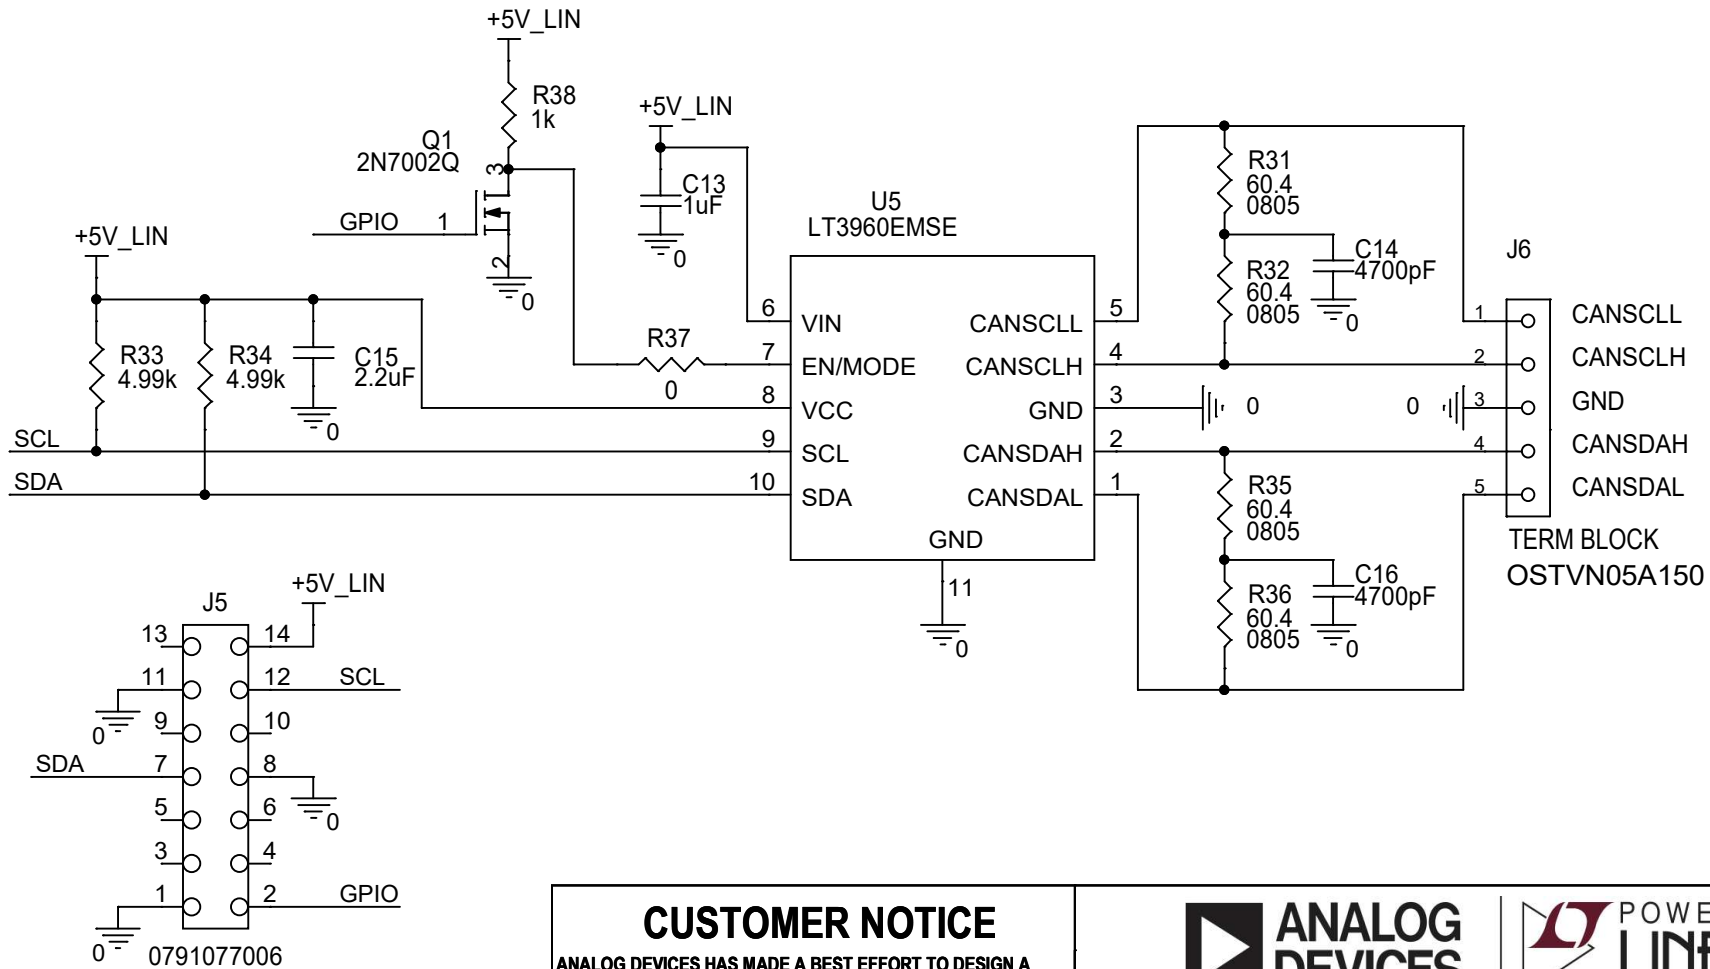 +5V_LIN
R38
1k
Q1
2N7002Q
3
GPIO
1
2
0
+5V_LIN
C13
1uF
0
U5
LT3960EMSE
+5V_LIN
R33
4.99k
R34
4.99k
C15
2.2uF
0
SCL
SDA
R37
0
6
VIN
7
EN/MODE
8
VCC
9
SCL
10
SDA
CANSCLL
5
CANSCLH
4
GND
3
CANSDAH
2
CANSDAL
1
GND
11
0
R31
60.4
0805
R32
60.4
0805
C14
4700pF
0
0
0
R35
60.4
0805
R36
60.4
0805
C16
4700pF
0
J6
1
CANSCLL
2
CANSCLH
3
GND
4
CANSDAH
5
CANSDAL
TERM BLOCK
OSTVN05A150
J5
+5V_LIN
13
14
11
12
SCL
0
9
10
SDA
7
8
0
5
6
3
4
1
2
GPIO
0
0791077006
CUSTOMER NOTICE
ANALOG DEVICES HAS MADE A BEST EFFORT TO DESIGN A
ANALOG
DEVICES